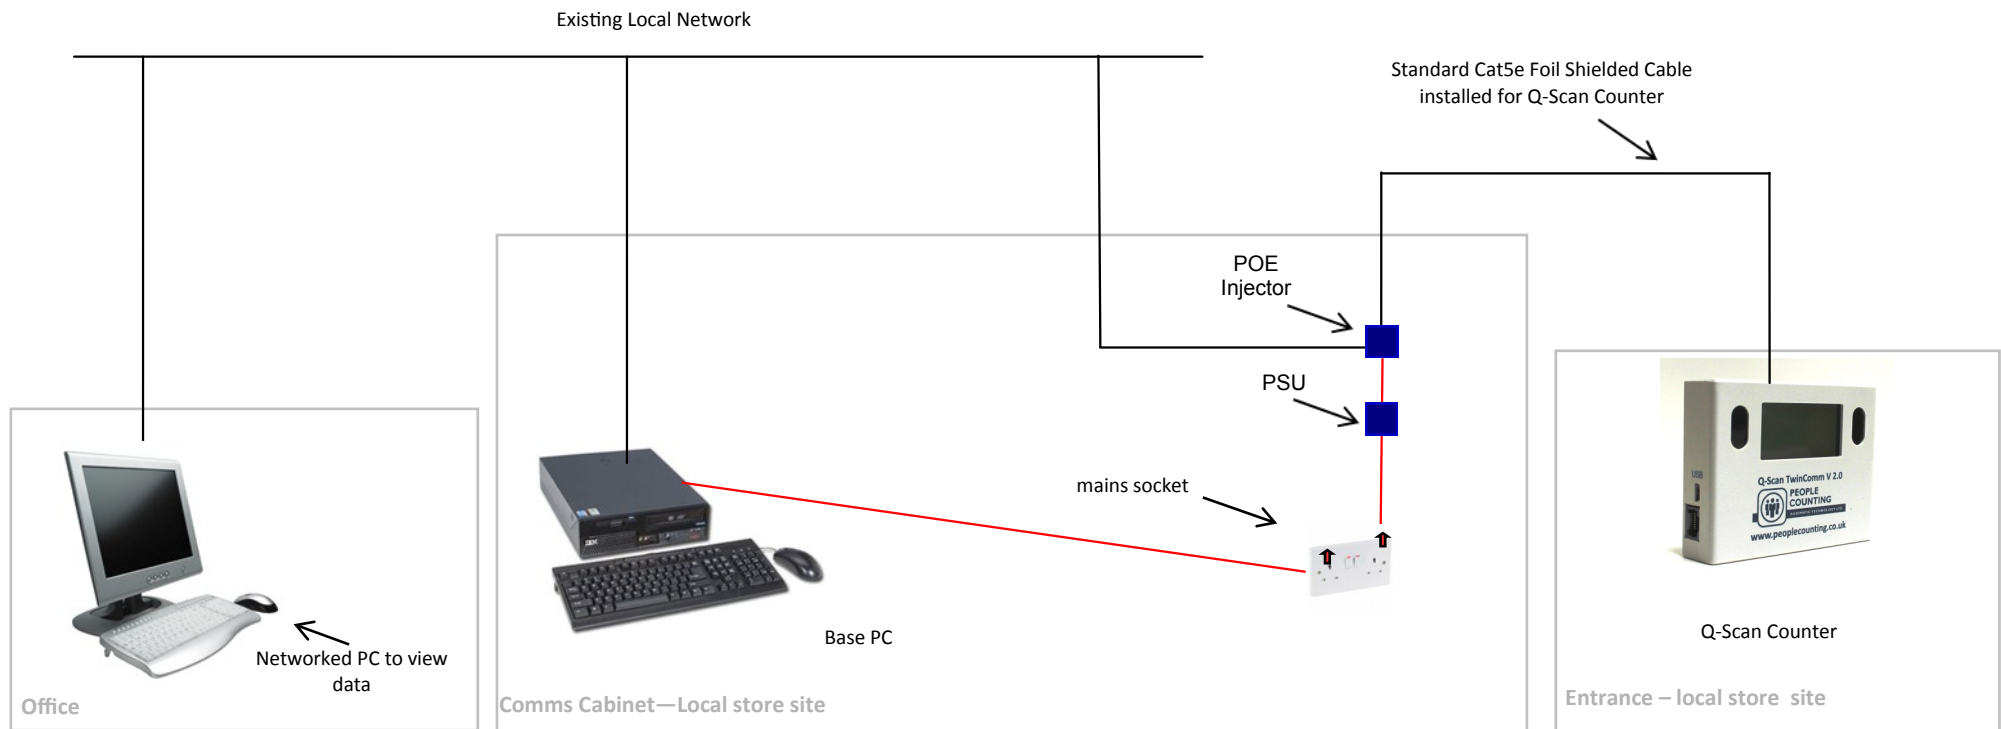 Existing Local Network
Standard Cat5e Foil Shielded Cable
installed for Q-Scan Counter
POE
Injector
PSU
mains socket
USB
Q-Scan TwinComm V 2.0
PEOPLE
COUNTING
www.peoplecounting.co.uk
IBM
Base PC
Q-Scan Counter
Networked PC to view
data
Office
Comms Cabinet—Local store site
Entrance – local store  site